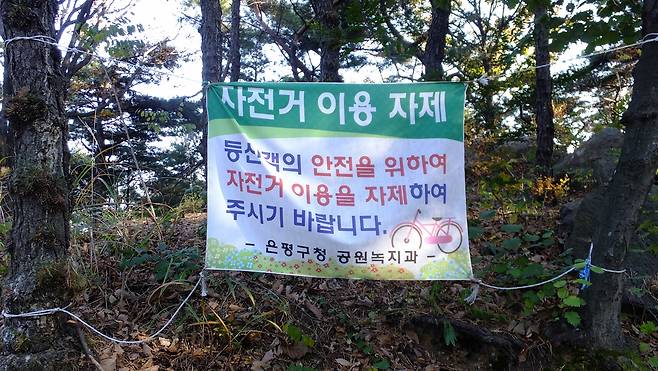 자전거 이용 자제
등산객의 안전을 위하여
자전거 이용을 자제하여
주시기 바랍니다.
- 은평구청 공원녹지과 -